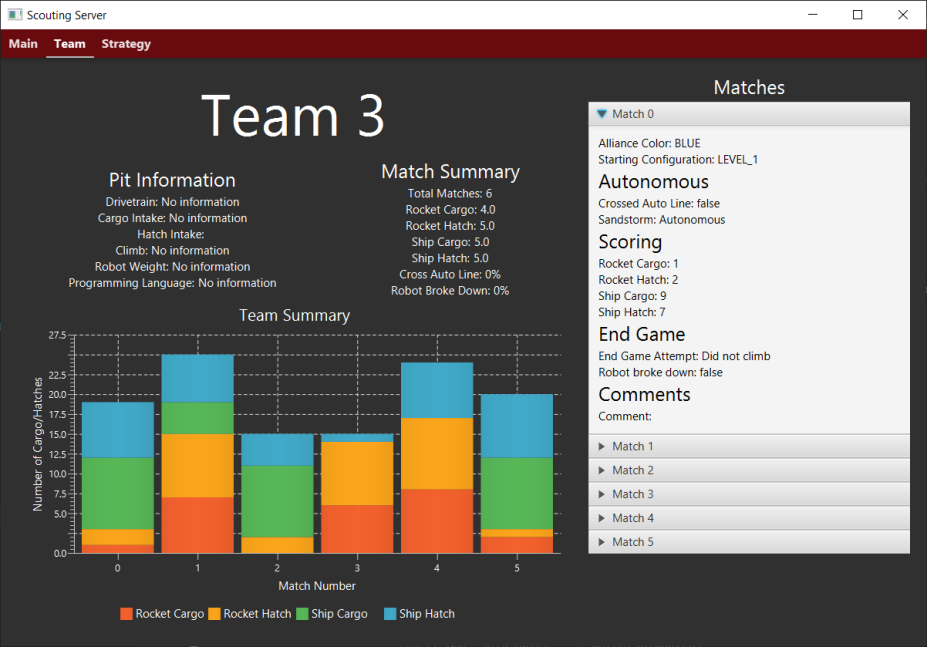 Scouting Server
Main Team Strategy
Team 3
Pit Information
Drivetrain: No information
Cargo Intake: No information
Hatch Intake:
Climb: No information
Robot Weight: No information
Programming Language: No information
Match Summary
Total Matches: 6
Rocket Cargo: 4.0
Rocket Hatch: 5.0
Ship Cargo: 5.0
Ship Hatch: 5.0
Cross Auto Line: 0%
Robot Broke Down: 0%
Team Summary
Number of Cargo/Hatches
27.5
22.5
20.0
17.5
15.0
12.5
10.0
7.5
5.0
0.0
0 1 2 3 4 5
Match Number
Rocket Cargo Rocket Hatch Ship Cargo Ship Hatch
Matches
Match 0
Alliance Color: BLUE
Starting Configuration: LEVEL_1
Autonomous
Crossed Auto Line: false
Sandstorm: Autonomous
Scoring
Rocket Cargo: 1
Rocket Hatch: 2
Ship Cargo: 9
Ship Hatch: 7
End Game
End Game Attempt: Did not climb
Robot broke down: false
Comments
Comment:
Match 1
Match 2
Match 3
Match 4
Match 5